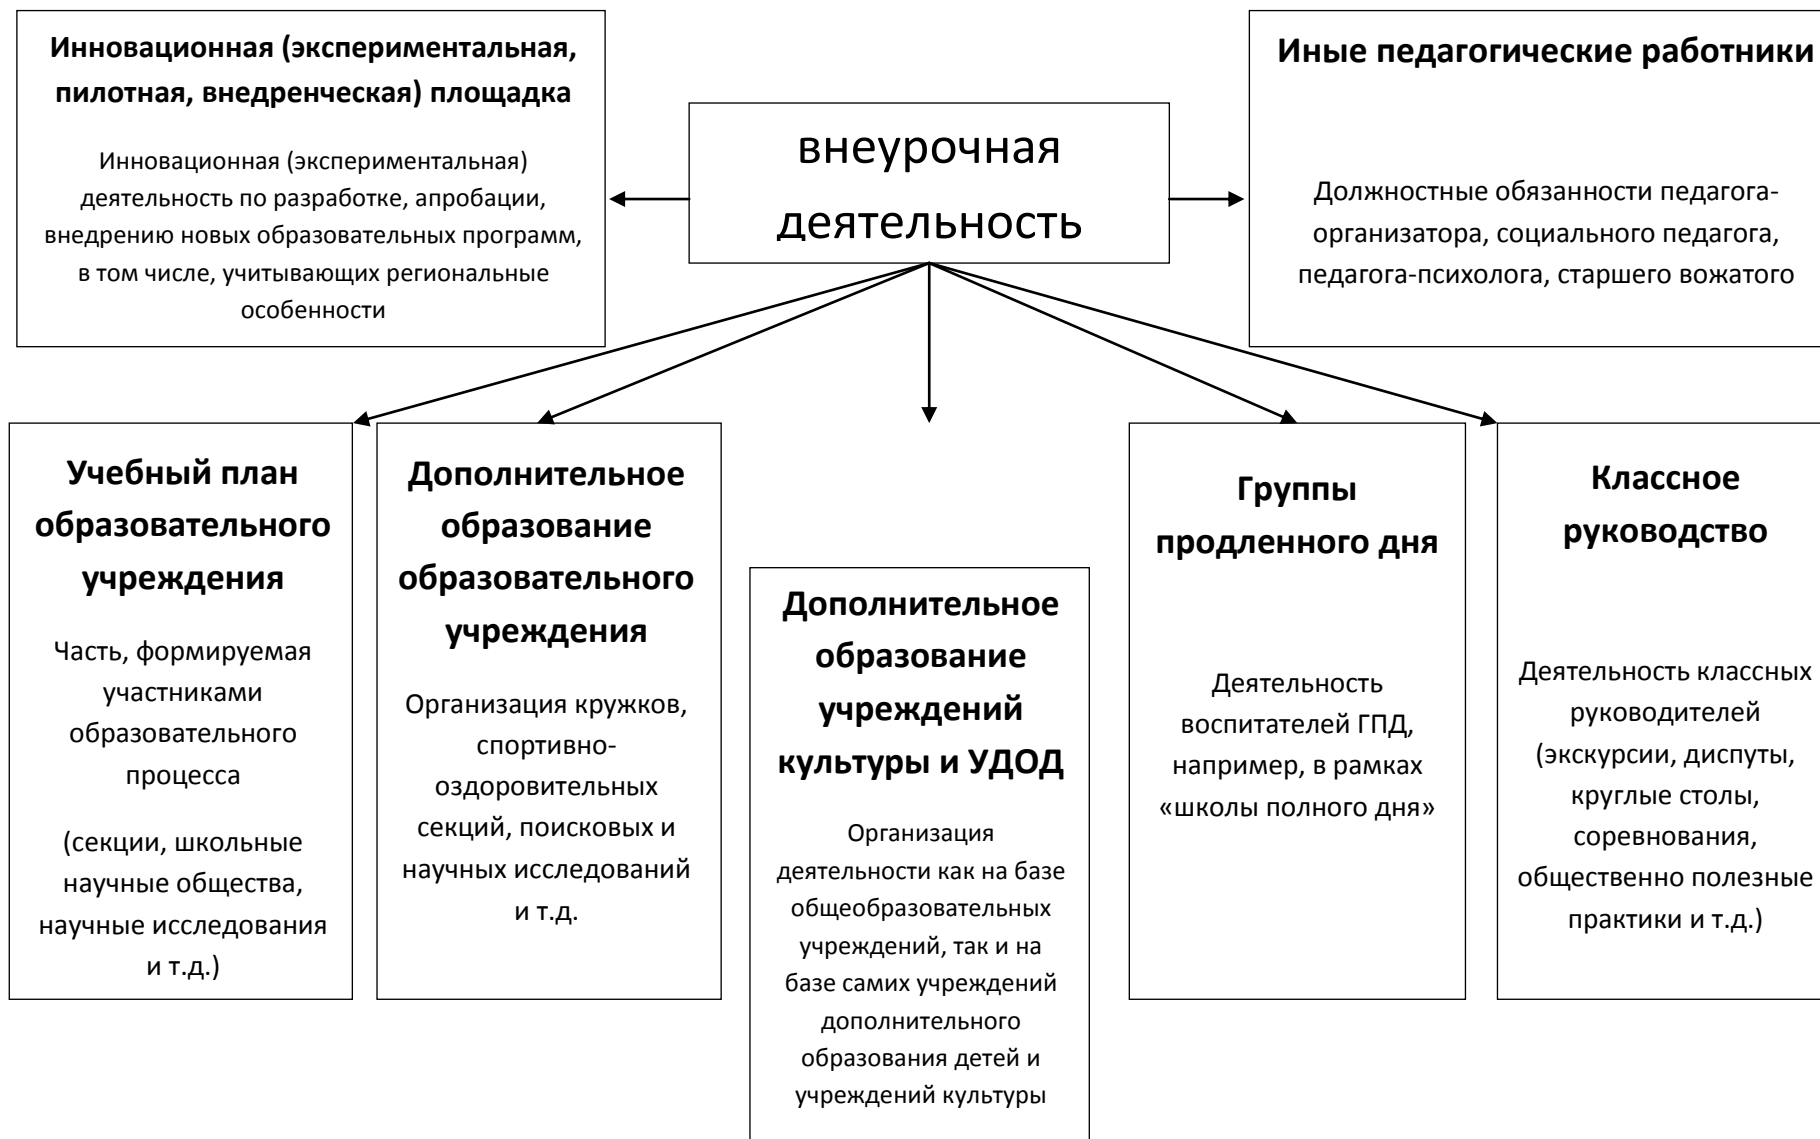 Инновационная (экспериментальная,
пилотная, внедренческая) площадка
Инновационная (экспериментальная)
деятельность по разработке, апробации,
внедрению новых образовательных программ,
в том числе, учитывающих региональные
особенности
внеурочная
деятельность
Иные педагогические работники
Должностные обязанности педагога-
организатора, социального педагога,
педагога-психолога, старшего вожатого
Учебный план
образовательного
учреждения
Часть, формируемая
участниками
образовательного
процесса
(секции, школьные
научные общества,
научные исследования
и т.д.)
Дополнительное
образование
образовательного
учреждения
Организация кружков,
спортивно-
оздоровительных
секций, поисковых и
научных исследований
и т.д.
Дополнительное
образование
учреждений
культуры и УДОД
Организация
деятельности как на базе
общеобразовательных
учреждений, так и на
базе самих учреждений
дополнительного
образования детей и
учреждений культуры
Группы
продленного дня
Деятельность
воспитателей ГПД,
например, в рамках
«школы полного дня»
Классное
руководство
Деятельность классных
руководителей
(экскурсии, диспуты,
круглые столы,
соревнования,
общественно полезные
практики и т.д.)